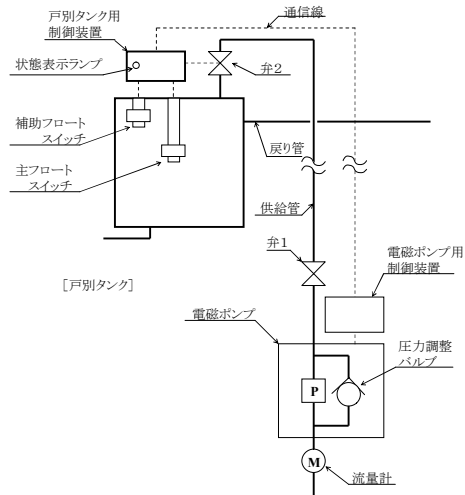 戸別タンク用
制御装置
通信線
状態表示ランプ
弁2
補助フロート
スイッチ
戻り管
主フロート
スイッチ
供給管
弁1
電磁ポンプ用
制御装置
[戸別タンク]
電磁ポンプ
圧力調整
バルブ
P
M
流量計